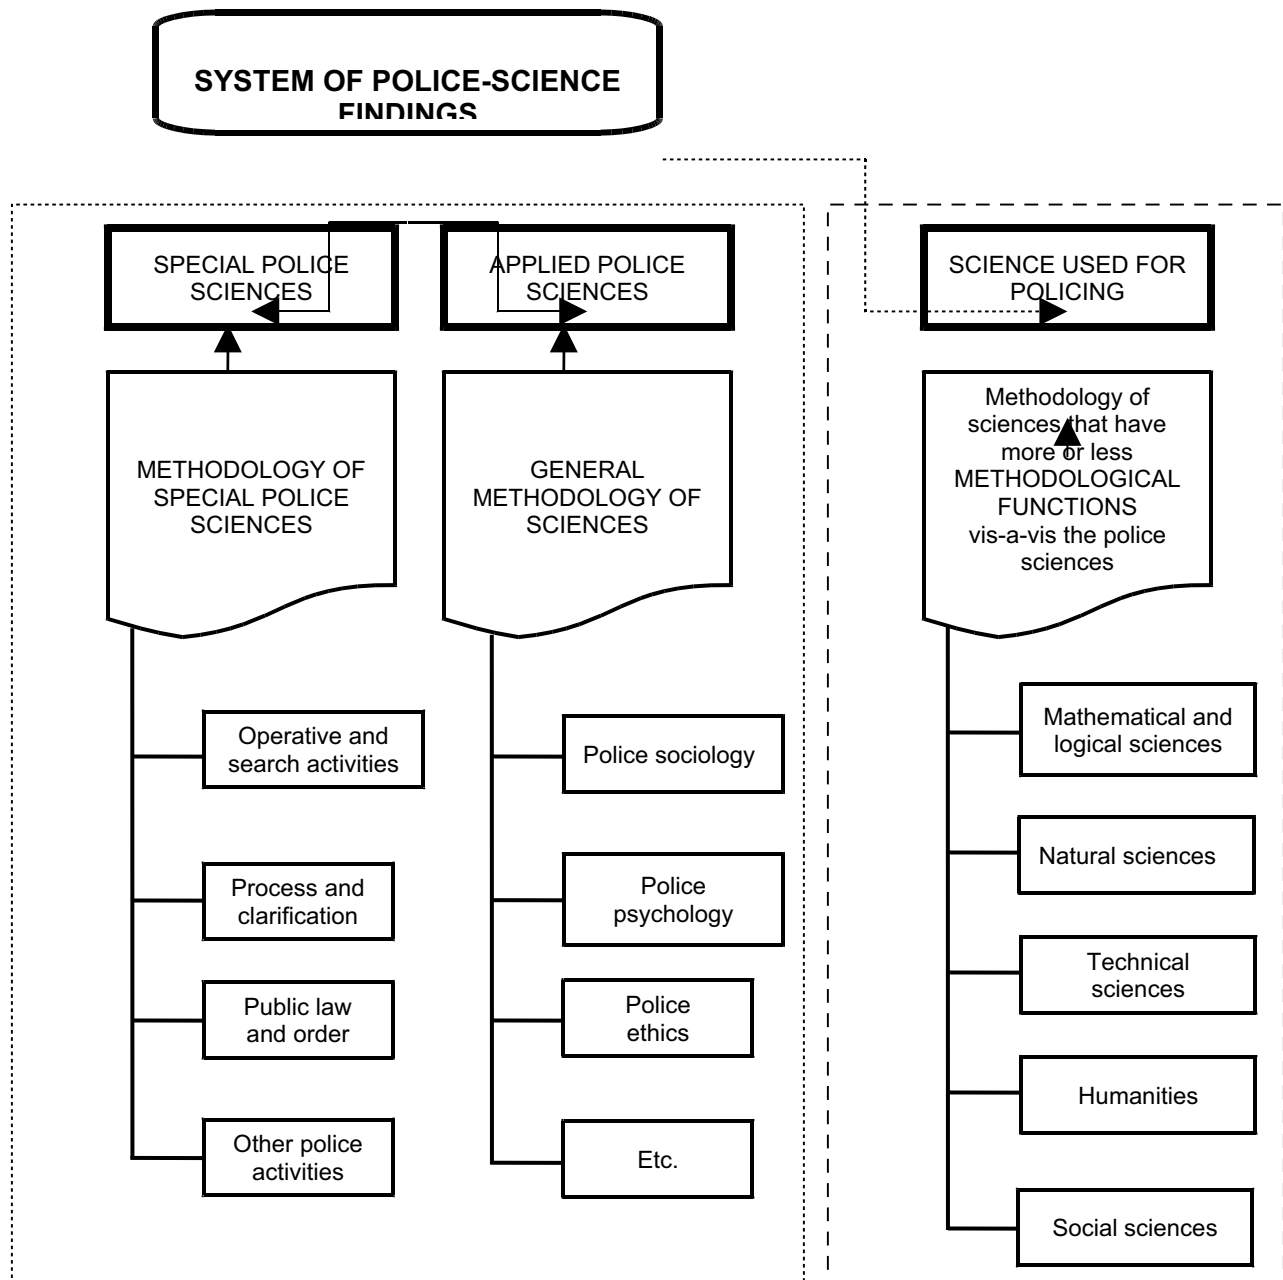 SYSTEM OF POLICE-SCIENCE
FINDINGS
SPECIAL POLICE
SCIENCES
APPLIED POLICE
SCIENCES
SCIENCE USED FOR
POLICING
METHODOLOGY OF
SPECIAL POLICE
SCIENCES
GENERAL
METHODOLOGY OF
SCIENCES
Methodology of
sciences that have
more or less
METHODOLOGICAL
FUNCTIONS
vis-a-vis the police
sciences
Operative and
search activities
Process and
clarification
Public law
and order
Other police
activities
Police sociology
Police
psychology
Police
ethics
Etc.
Mathematical and
logical sciences
Natural sciences
Technical
sciences
Humanities
Social sciences